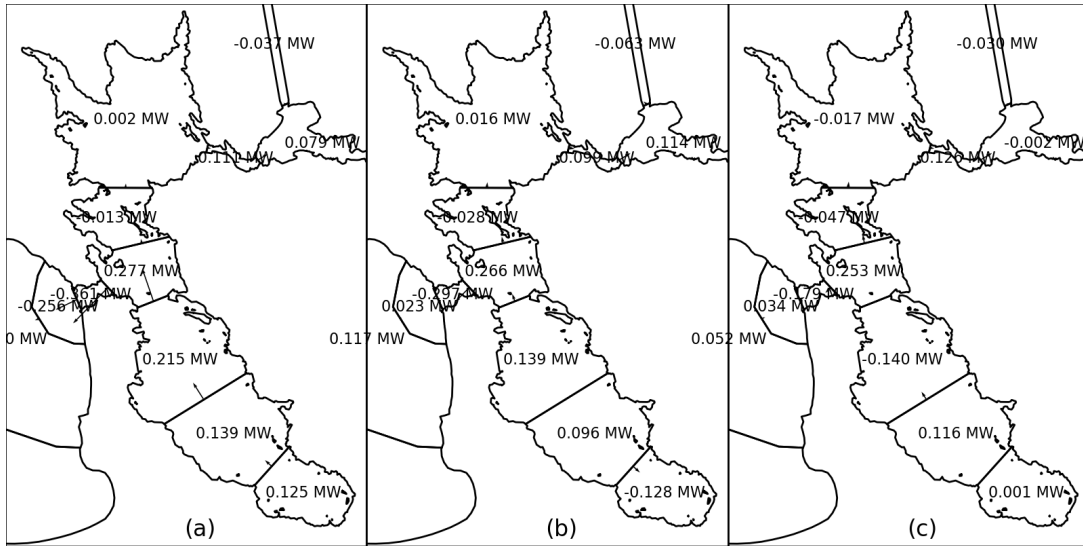 -0.037 MW
0.002 MW
0.079 MW
0.111 MW
-0.013 MW
0.277 MW
-0.361 MW
-0.256 MW
0 MW
0.215 MW
0.139 MW
0.125 MW
(a)
-0.063 MW
0.016 MW
0.114 MW
0.099 MW
-0.028 MW
0.266 MW
-0.297 MW
0.023 MW
0.117 MW
0.139 MW
0.096 MW
-0.128 MW
(b)
-0.030 MW
-0.017 MW
-0.002 MW
0.126 MW
-0.047 MW
0.253 MW
-0.179 MW
0.034 MW
0.052 MW
-0.140 MW
0.116 MW
0.001 MW
(c)